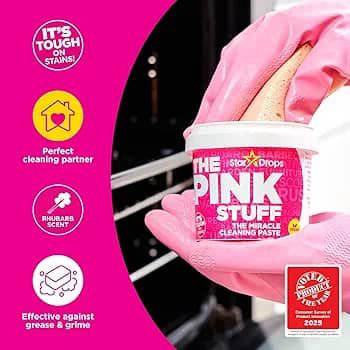 IT'S
TOUGH
ON
STAINS!
Perfect
cleaning partner
RHUBARB
SCENT
Effective against
grease & grime
THE
Star Drops
PINK
STUFF
THE MIRACLE
CLEANING PASTE
VOTED
PRODUCT
OF
THE YEAR
Consumer Survey of
Product Innovation
2025